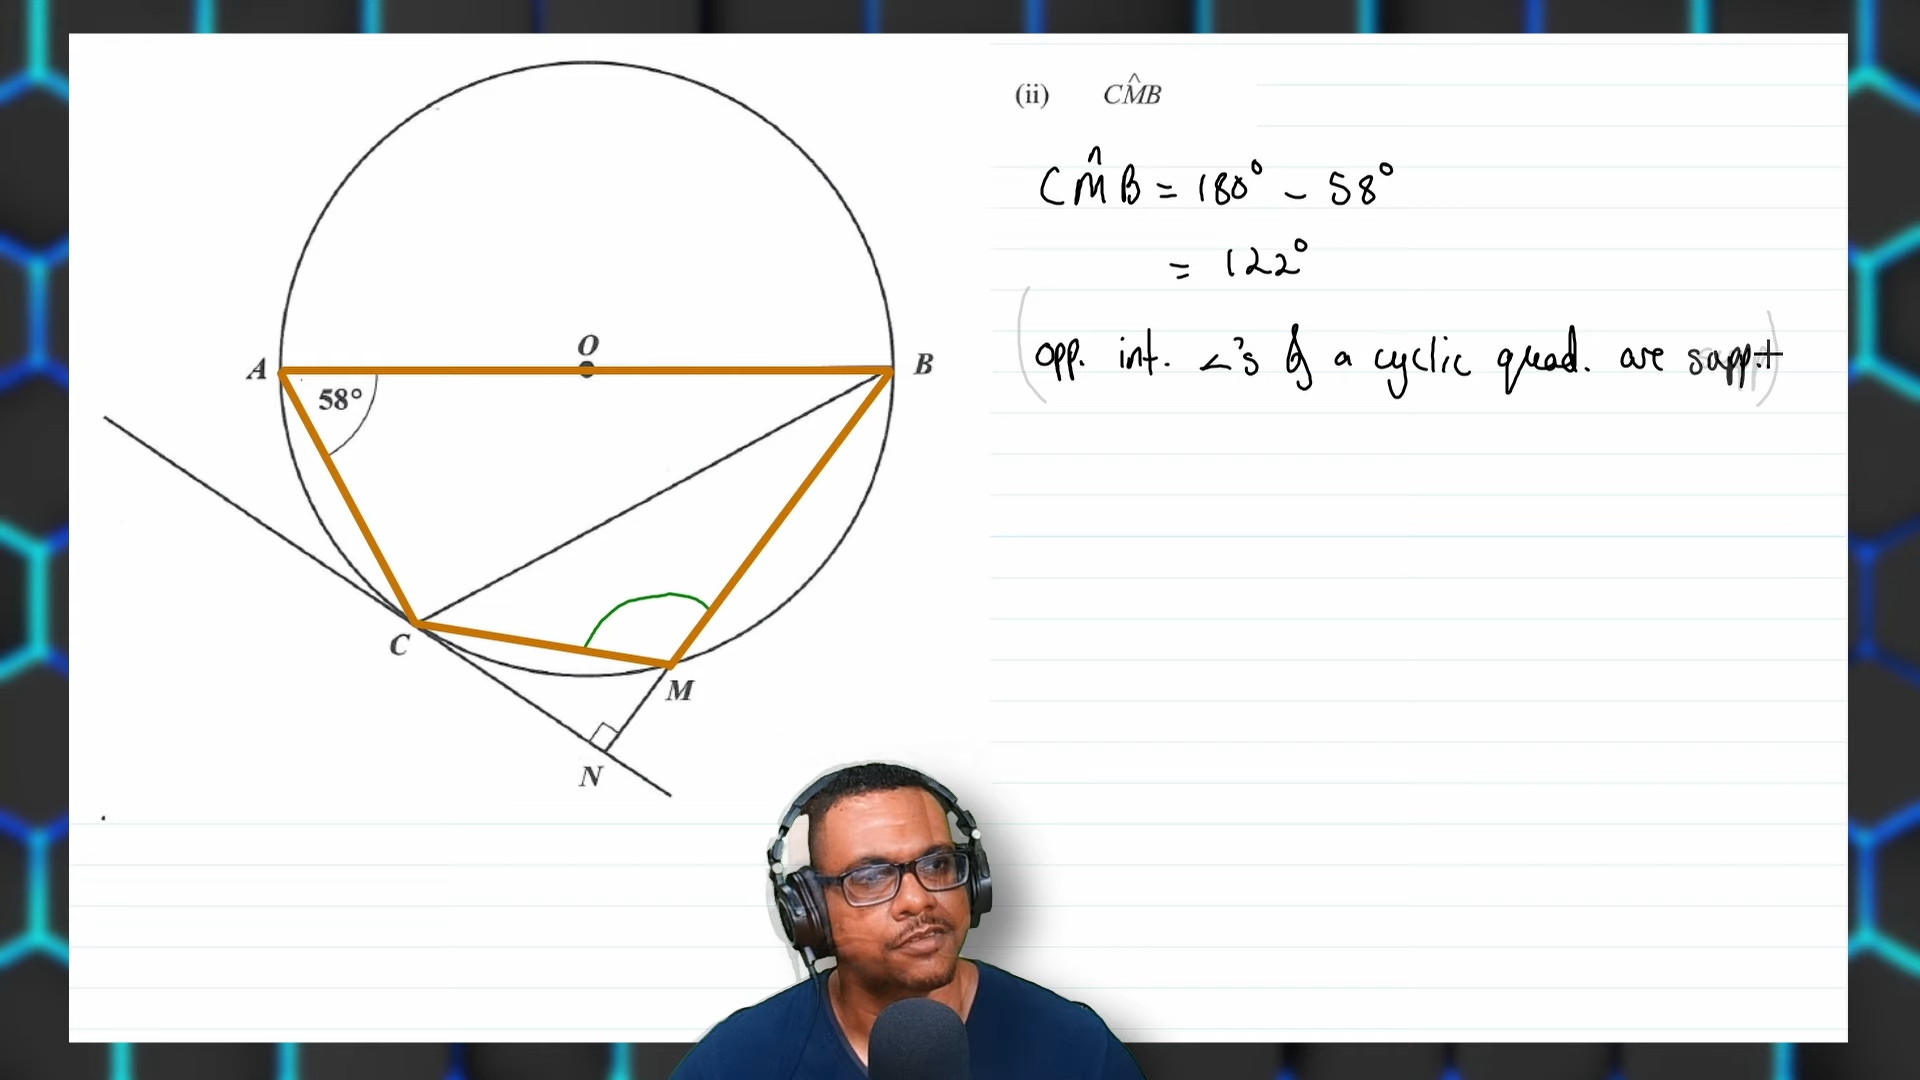 (ii) CM̂B
CM̂B = 180° - 58°
= 122°
(opp. int. ∠'s of a cyclic quad. are supp.)
O
A
B
58°
C
M
N